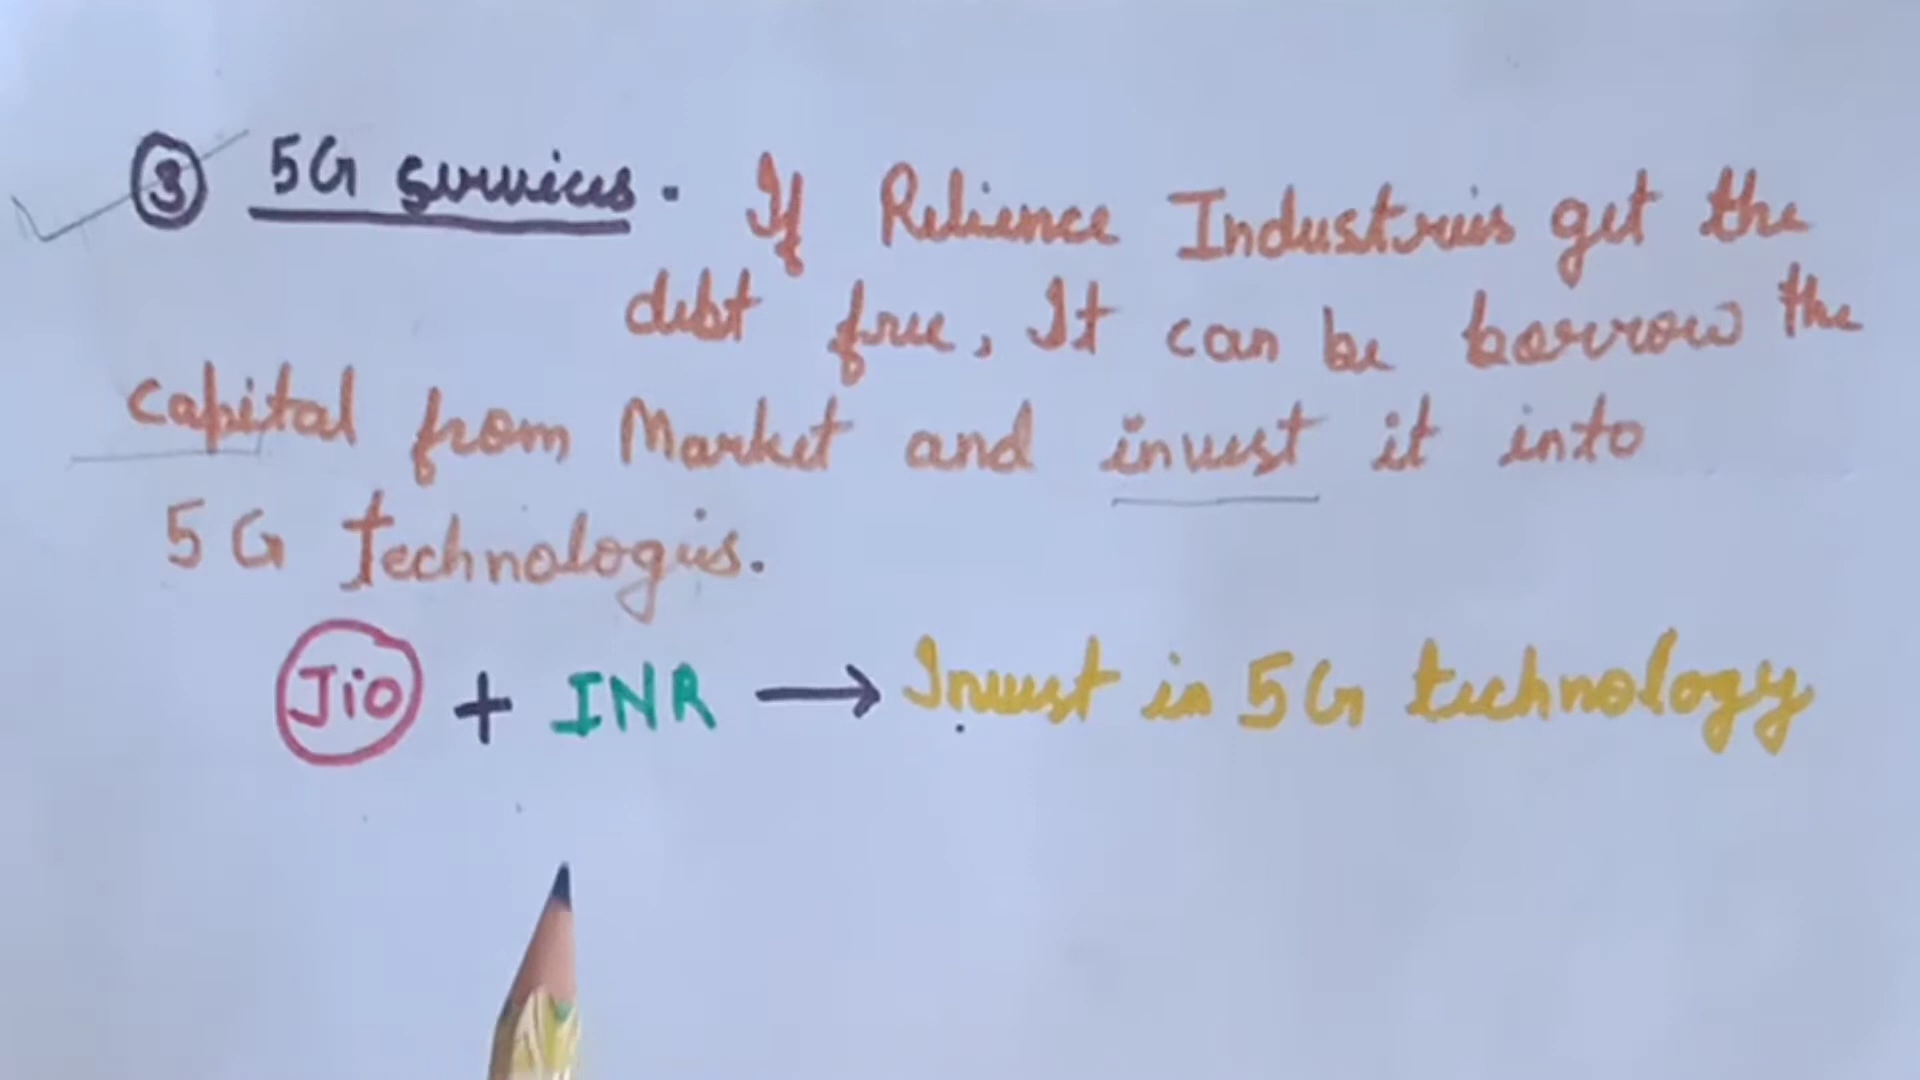 ③ 5G services. If Relience Industries get the
debt free, It can be borrow the
capital from Market and invest it into
5G Technologies.
Jio + INR → Invest in 5G technology